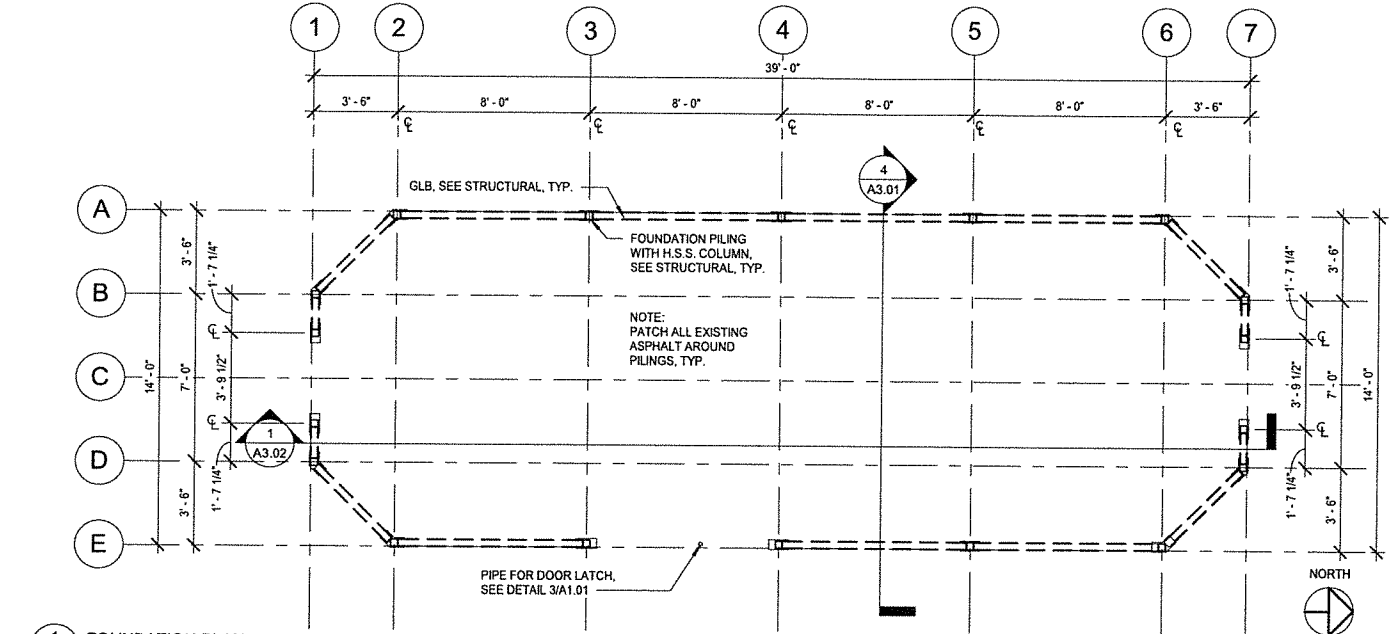 1 2 3 4 5 6 7
39' - 0"
3' - 6" 8' - 0" 8' - 0" 8' - 0" 8' - 0" 3' - 6"
4
A3.01
GLB, SEE STRUCTURAL, TYP.
A
FOUNDATION PILING
WITH H.S.S. COLUMN,
SEE STRUCTURAL, TYP.
3' - 6"
1' - 7 1/4"
3' - 6"
1' - 7 1/4"
B
NOTE:
PATCH ALL EXISTING
ASPHALT AROUND
PILINGS, TYP.
C
14' - 0"
7' - 0"
3' - 9 1/2"
3' - 9 1/2"
7' - 0"
14' - 0"
1
A3.02
D
3' - 6"
1' - 7 1/4"
1' - 7 1/4"
3' - 6"
E
PIPE FOR DOOR LATCH,
SEE DETAIL 3/A1.01
NORTH